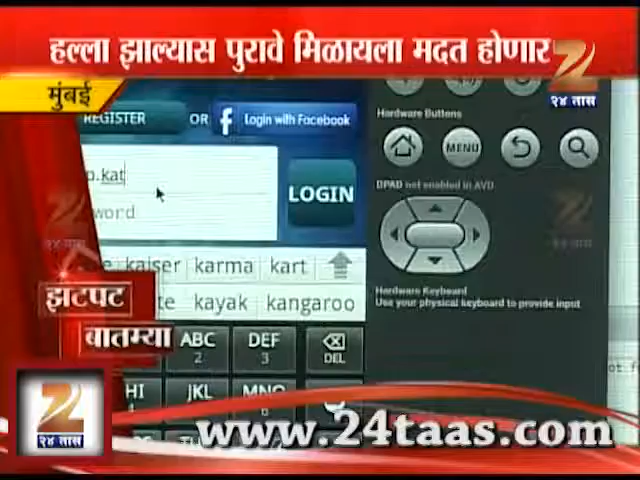 हल्ला झाल्यास पुरावे मिळायला मदत होणार
२४ तास
मुंबई
REGISTER OR f Login with Facebook
Hardware Buttons
MENU
p.kat
word
LOGIN
DPAD not enabled in AVD
kaiser karma kart
kayak kangaroo
Hardware Keyboard
Use your physical keyboard to provide input
झटपट
बातम्या
ABC 2 DEF 3 DEL
JKL MNO
२४ तास
www.24taas.com